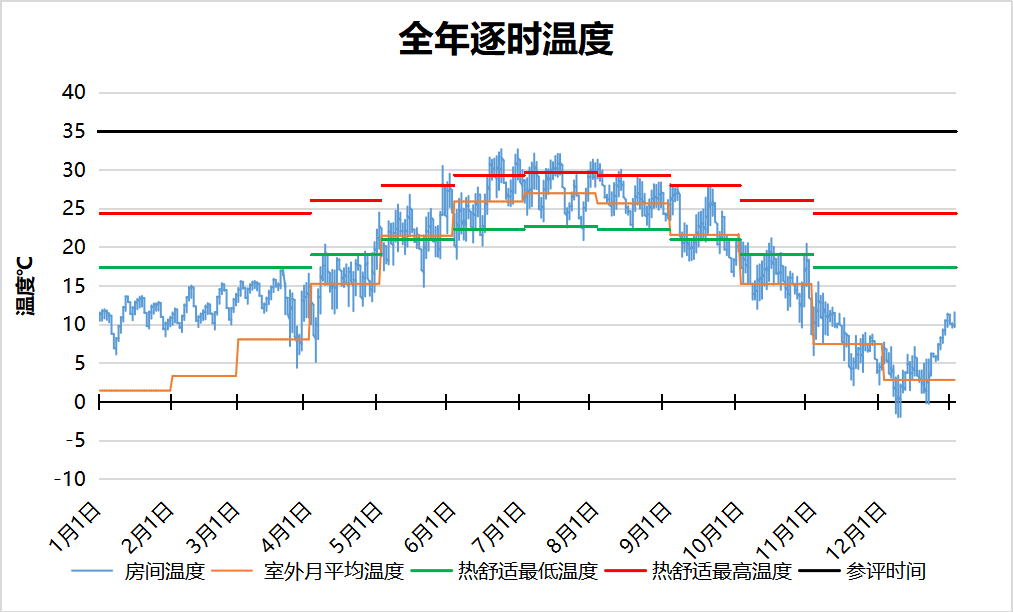 全年逐时温度
40
35
30
25
20
15
10
5
0
-5
-10
温度℃
1月1日
2月1日
3月1日
4月1日
5月1日
6月1日
7月1日
8月1日
9月1日
10月1日
11月1日
12月1日
房间温度 室外月平均温度 热舒适最低温度 热舒适最高温度 参评时间